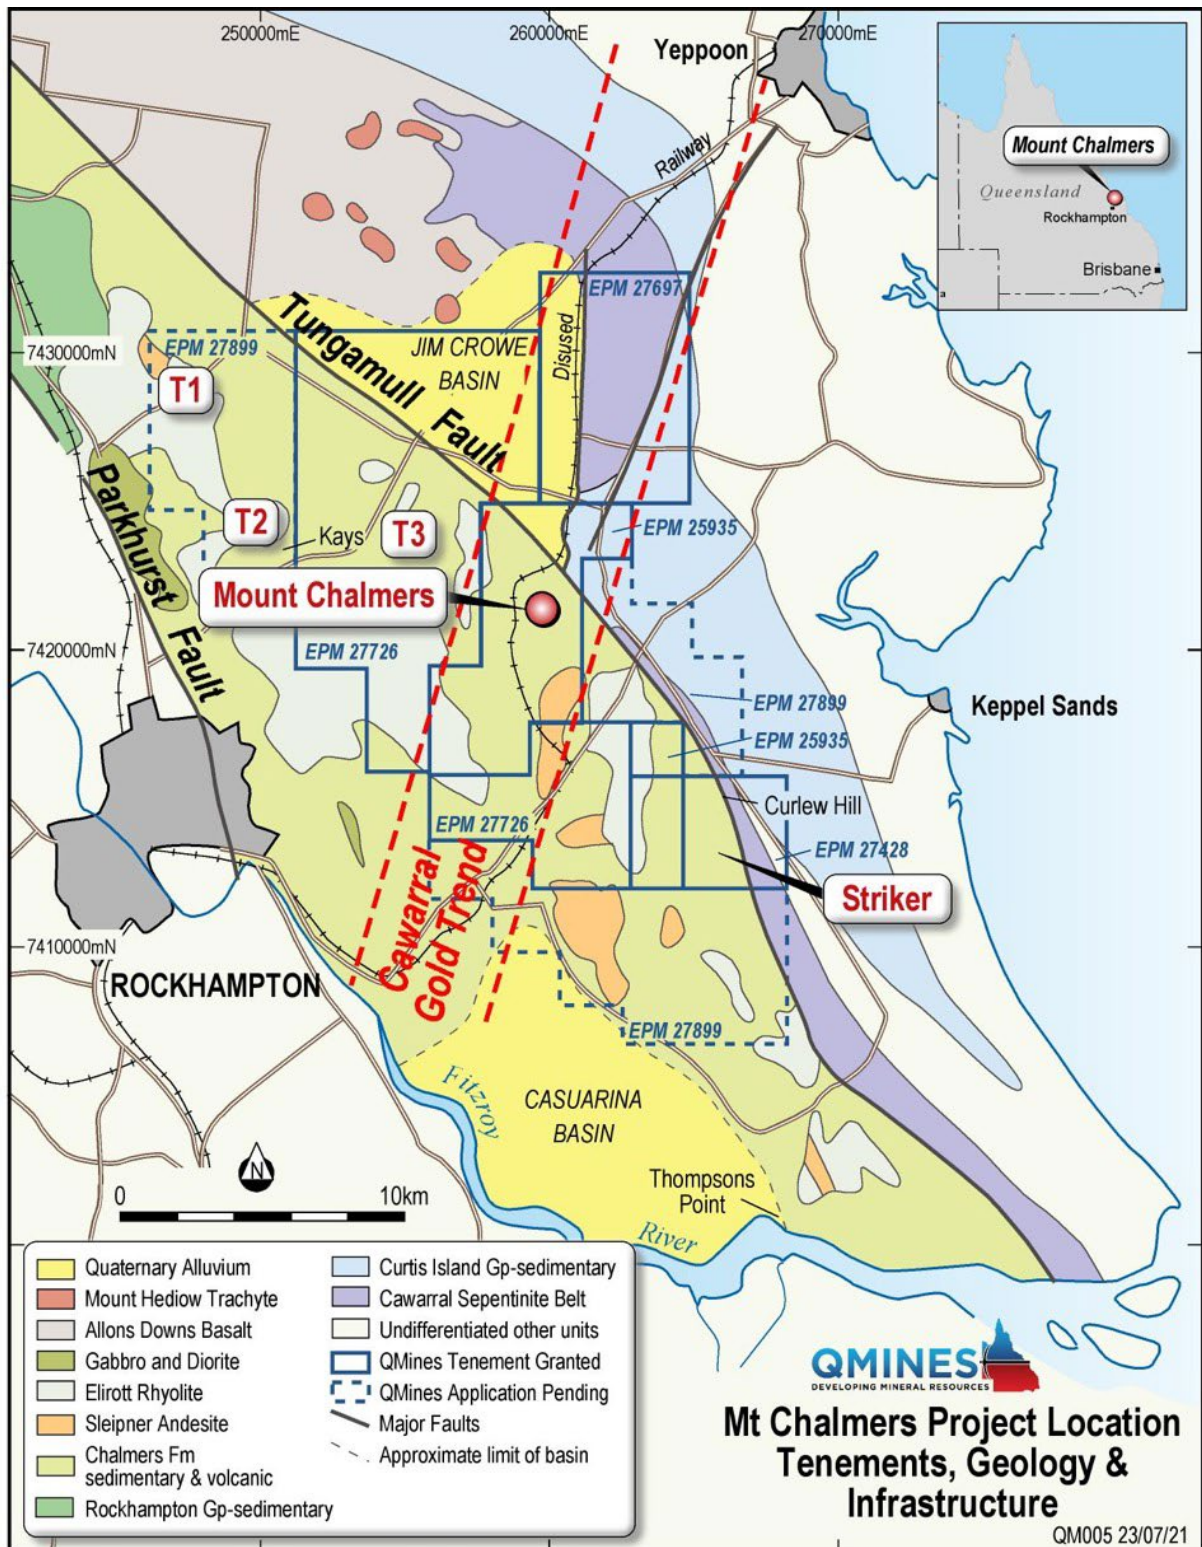 250000mE
260000mE
270000mE
Yeppoon
Railway
Mount Chalmers
Queensland
Rockhampton
Brisbane
a
EPM 27697
Tungamull Fault
JIM CROWE
BASIN
Disused
7430000mN
EPM 27899
T1
Parkhurst Fault
T2
Kays
T3
EPM 25935
Mount Chalmers
7420000mN
EPM 27726
EPM 27899
Keppel Sands
EPM 25935
Curlew Hill
EPM 27726
EPM 27428
Striker
Cawarral
Gold Trend
7410000mN
ROCKHAMPTON
EPM 27899
Fitzroy
CASUARINA
BASIN
N
0 10km
Thompsons
Point
River
Quaternary Alluvium
Mount Hediow Trachyte
Allons Downs Basalt
Gabbro and Diorite
Elirott Rhyolite
Sleipner Andesite
Chalmers Fm
sedimentary & volcanic
Rockhampton Gp-sedimentary
Curtis Island Gp-sedimentary
Cawarral Sepentinite Belt
Undifferentiated other units
QMines Tenement Granted
QMines Application Pending
Major Faults
Approximate limit of basin
QMINES
DEVELOPING MINERAL RESOURCES
Mt Chalmers Project Location
Tenements, Geology &
Infrastructure
QM005 23/07/21